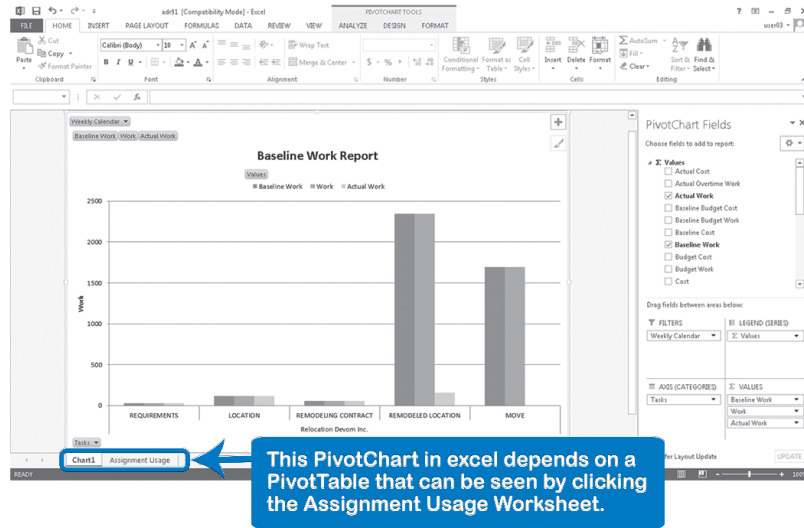 adr91 [Compatibility Mode] - Excel
PIVOTCHART TOOLS
FILE HOME INSERT PAGE LAYOUT FORMULAS DATA REVIEW VIEW ANALYZE DESIGN FORMAT
user03
Paste
Cut
Copy
Format Painter
Clipboard
Calibri (Body) 10
B I U
Font
Wrap Text
Merge & Center
Alignment
$ % ,
Number
Conditional Formatting
Format as Table
Cell Styles
Styles
Insert Delete Format
Cells
AutoSum
Fill
Clear
Sort & Filter
Find & Select
Editing
fx
Weekly Calendar
Baseline Work Work Actual Work
Baseline Work Report
Values
Baseline Work Work Actual Work
2500
2000
1500
1000
500
0
Work
REQUIREMENTS LOCATION REMODELING CONTRACT REMODELED LOCATION MOVE
Relocation Devom Inc.
Tasks
Chart1 Assignment Usage
READY
PivotChart Fields
Choose fields to add to report:
Σ Values
Actual Cost
Actual Overtime Work
Actual Work
Baseline Budget Cost
Baseline Budget Work
Baseline Cost
Baseline Work
Budget Cost
Budget Work
Cost
Drag fields between areas below:
FILTERS
Weekly Calendar
LEGEND (SERIES)
Σ Values
AXIS (CATEGORIES)
Tasks
Σ VALUES
Baseline Work
Work
Actual Work
Layout Update
UPDATE
This PivotChart in excel depends on a
PivotTable that can be seen by clicking
the Assignment Usage Worksheet.